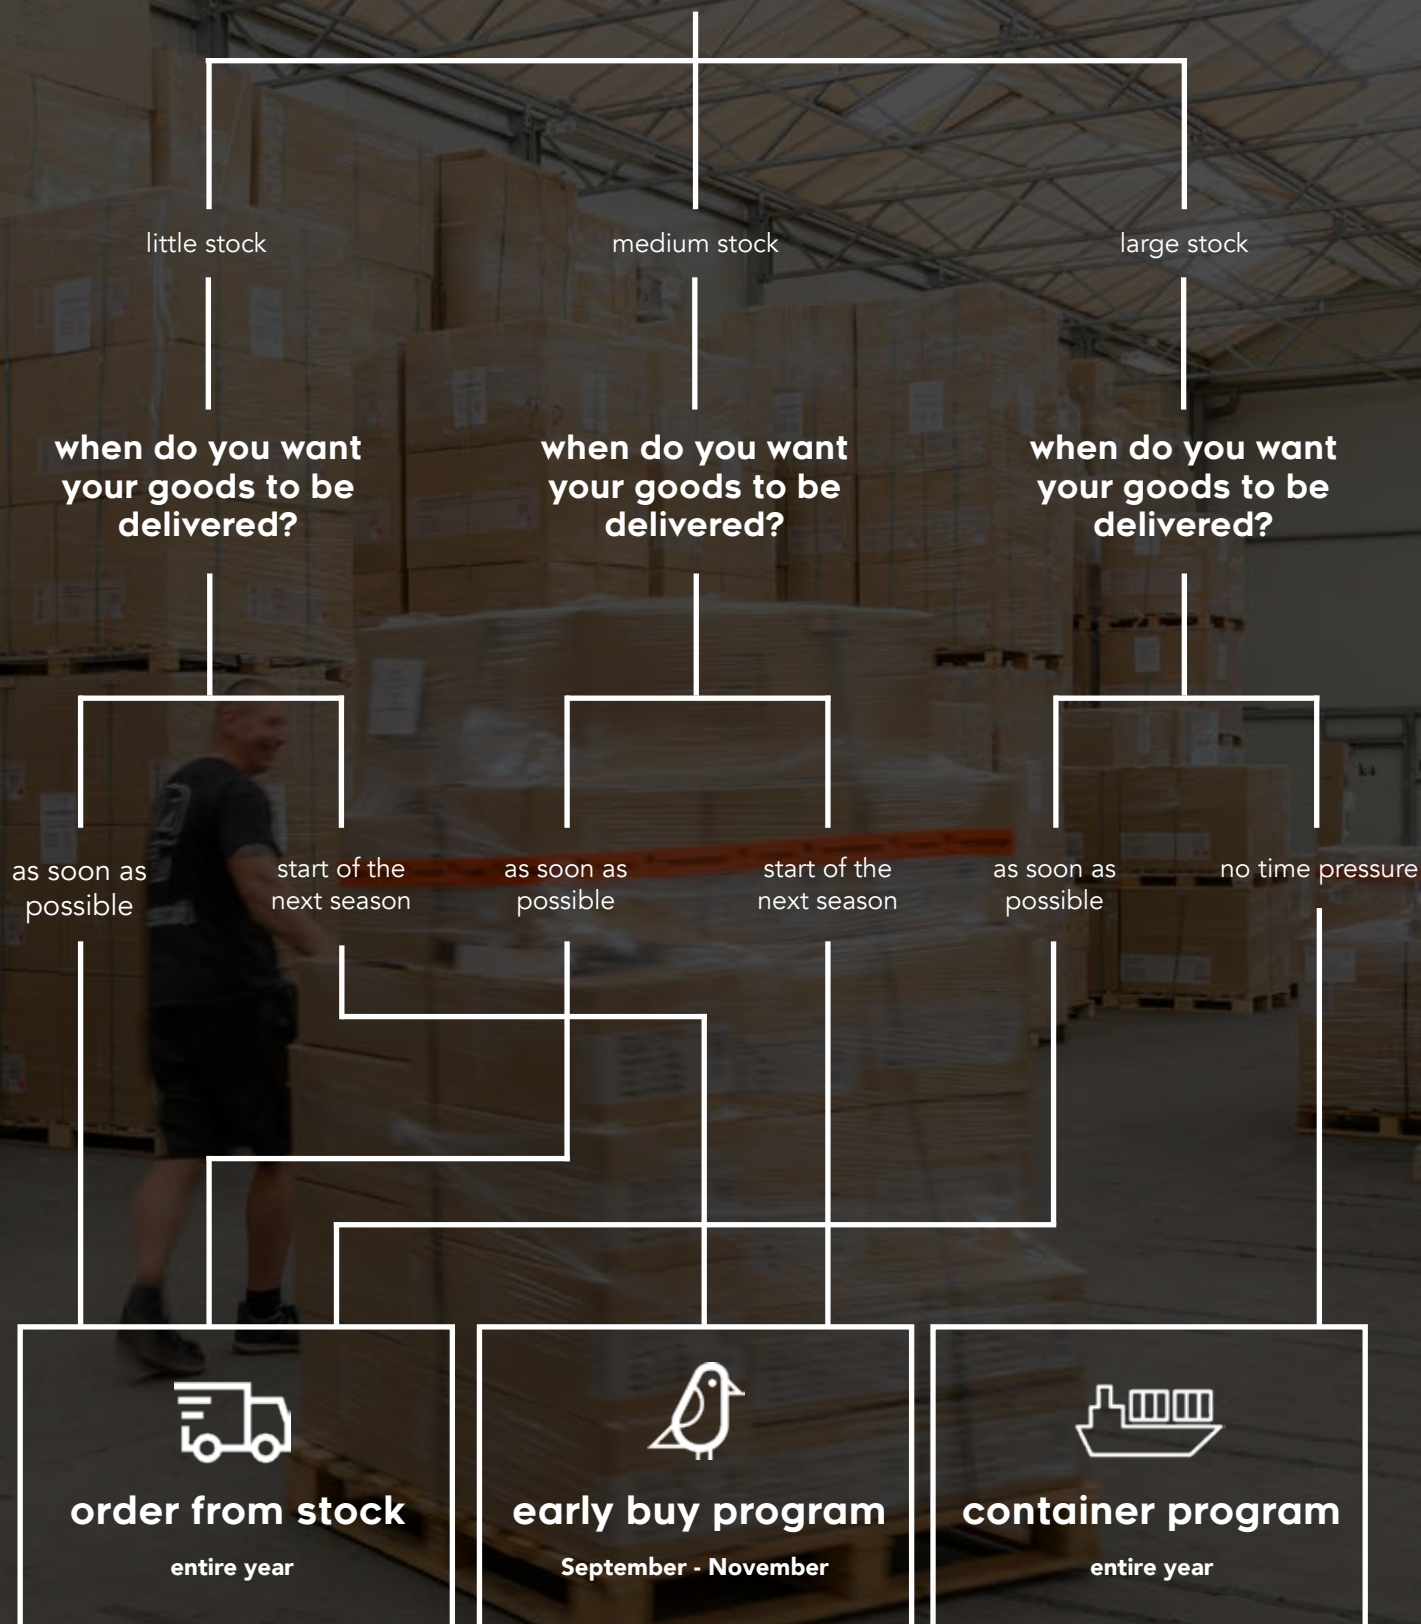 little stock
medium stock
large stock
when do you want
your goods to be
delivered?
when do you want
your goods to be
delivered?
when do you want
your goods to be
delivered?
as soon as
possible
start of the
next season
as soon as
possible
start of the
next season
as soon as
possible
no time pressure
order from stock
entire year
early buy program
September - November
container program
entire year